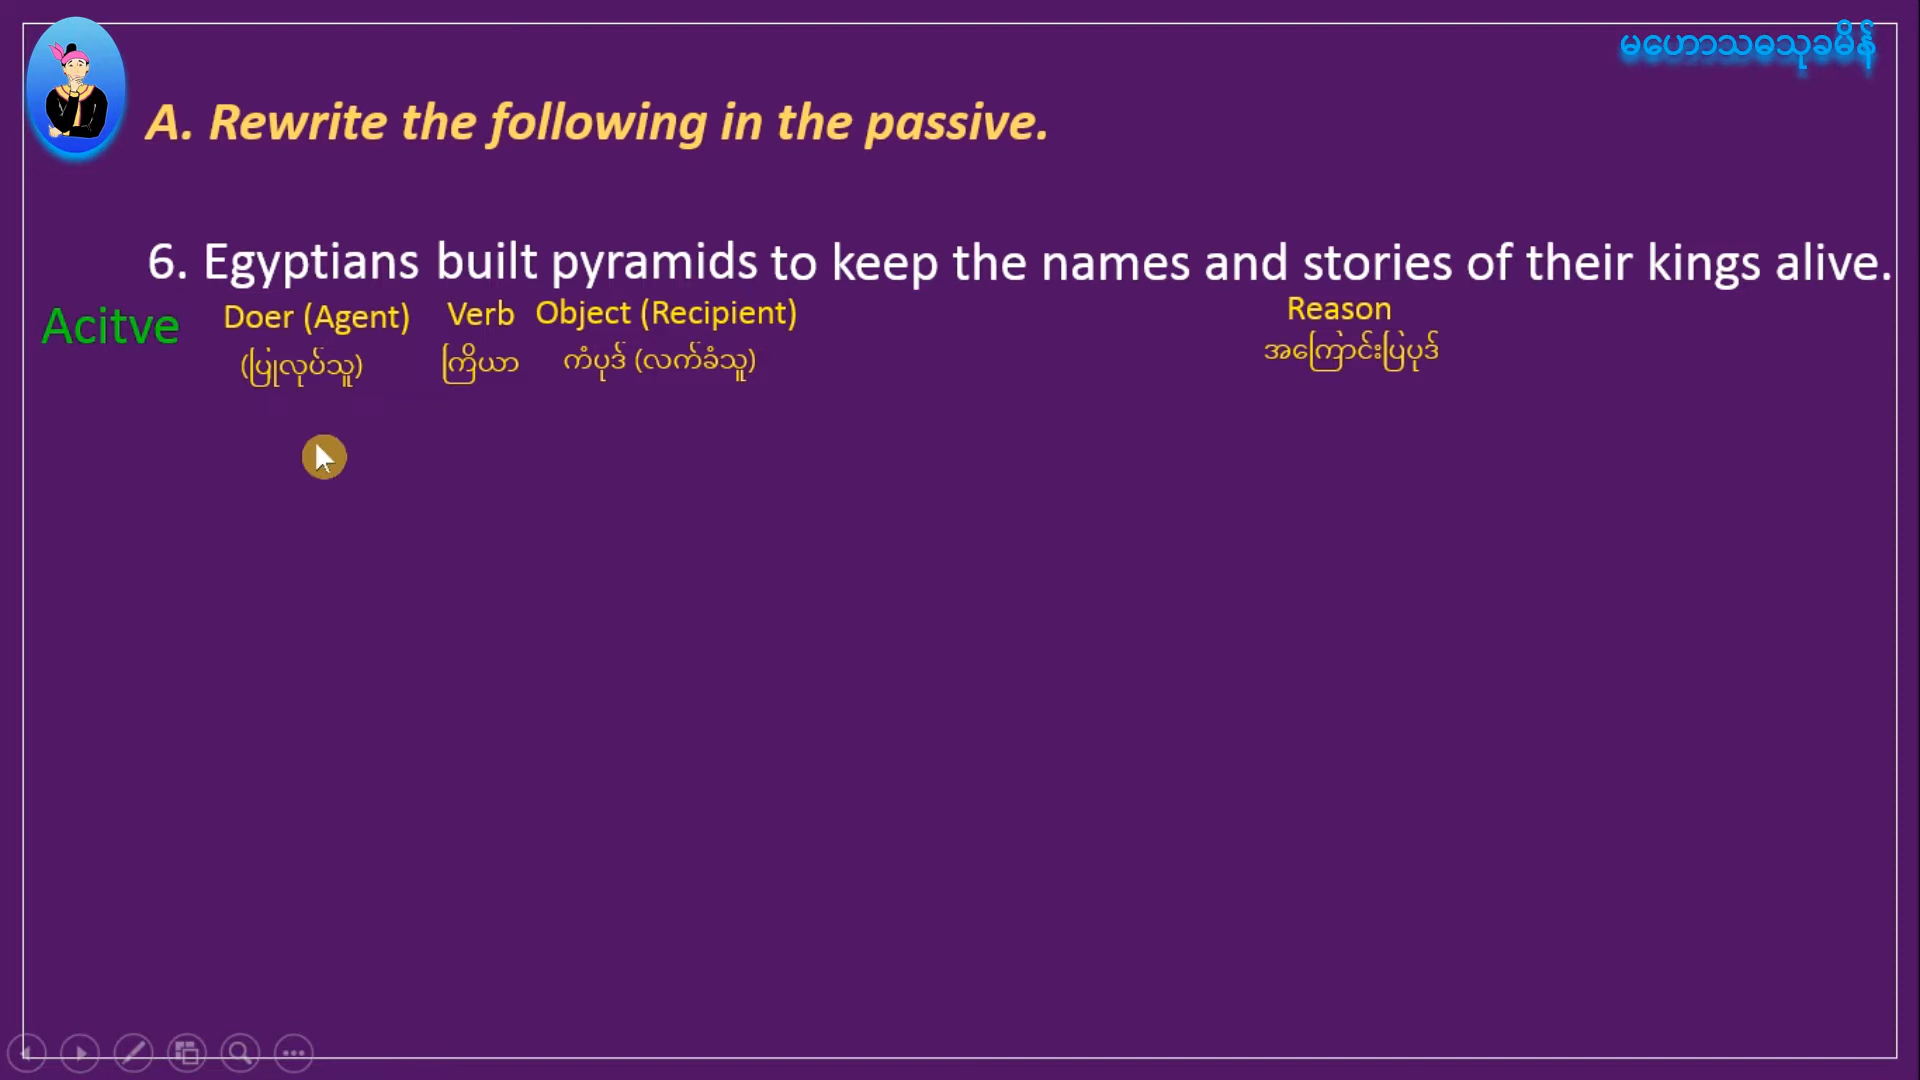 မဟောသဓသုခမိန်
A. Rewrite the following in the passive.
6. Egyptians built pyramids to keep the names and stories of their kings alive.
Acitve Doer (Agent) Verb Object (Recipient) Reason
(ပြုလုပ်သူ) ကြိယာ ကံပုဒ် (လက်ခံသူ) အကြောင်းပြပုဒ်